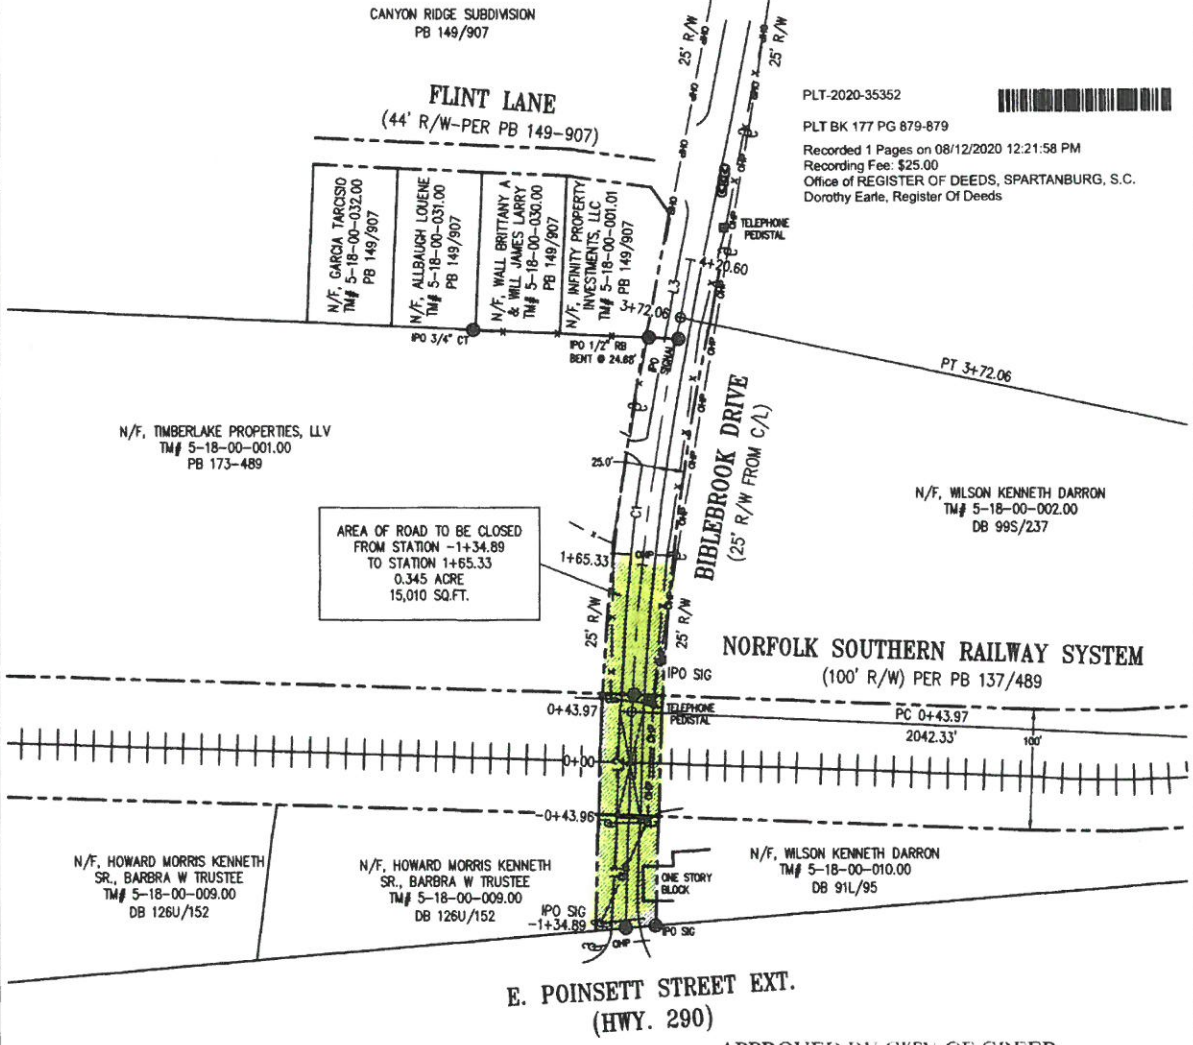 CANYON RIDGE SUBDIVISION
PB 149/907
25' R/W
25' R/W
FLINT LANE
(44' R/W-PER PB 149-907)
PLT-2020-35352
PLT BK 177 PG 879-879
Recorded 1 Pages on 08/12/2020 12:21:58 PM
Recording Fee: $25.00
Office of REGISTER OF DEEDS, SPARTANBURG, S.C.
Dorothy Earle, Register Of Deeds
N/F, GARCIA TARCISIO
TM# 5-18-00-032.00
PB 149/907
N/F, ALLBAUGH LOUENE
TM# 5-18-00-031.00
PB 149/907
N/F, WALL BRITTANY A
& WILL JAMES LARRY
TM# 5-18-00-030.00
PB 149/907
N/F, INFINITY PROPERTY
INVESTMENTS, LLC
TM# 5-18-00-001.01
PB 149/907
TELEPHONE
PEDISTAL
4+20.60
L3
3+72.06
IPO 3/4" CT
IPO 1/2" RB
BENT @ 24.68'
IPO
SIGNAL
PT 3+72.06
N/F, TIMBERLAKE PROPERTIES, LLV
TM# 5-18-00-001.00
PB 173-489
25.0'
BIBLEBROOK DRIVE
(25' R/W FROM C/L)
N/F, WILSON KENNETH DARRON
TM# 5-18-00-002.00
DB 99S/237
C1
AREA OF ROAD TO BE CLOSED
FROM STATION -1+34.89
TO STATION 1+65.33
0.345 ACRE
15,010 SQ.FT.
1+65.33
25' R/W
25' R/W
NORFOLK SOUTHERN RAILWAY SYSTEM
(100' R/W) PER PB 137/489
IPO SIG
0+43.97
TELEPHONE
PEDISTAL
PC 0+43.97
2042.33'
100'
0+00
-0+43.96
N/F, HOWARD MORRIS KENNETH
SR., BARBRA W TRUSTEE
TM# 5-18-00-009.00
DB 126U/152
N/F, HOWARD MORRIS KENNETH
SR., BARBRA W TRUSTEE
TM# 5-18-00-009.00
DB 126U/152
N/F, WILSON KENNETH DARRON
TM# 5-18-00-010.00
DB 91L/95
ONE STORY
BLOCK
IPO SIG
-1+34.89
IPO SIG
OHP
E. POINSETT STREET EXT.
(HWY. 290)